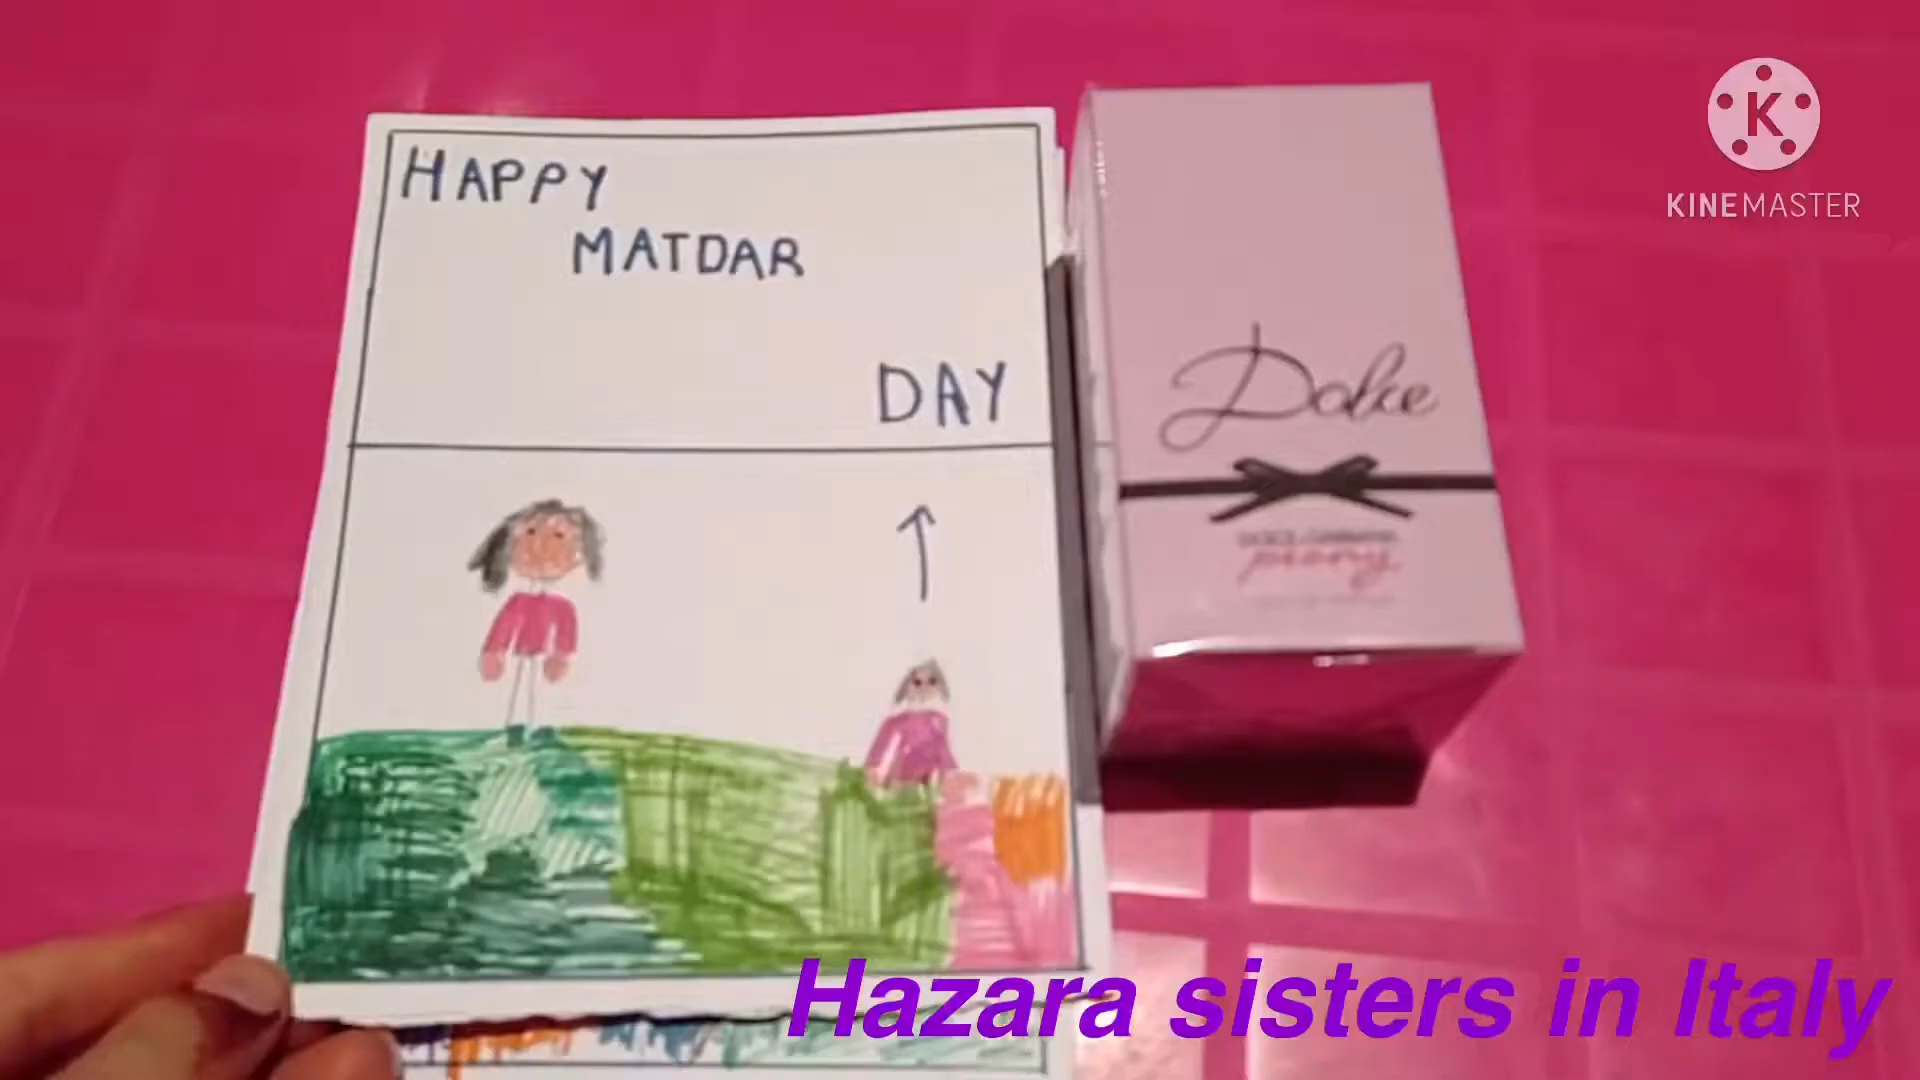 HAPPY
MATDAR
DAY
Dolce
DOLCE & GABBANA
peony
K
KINEMASTER
Hazara sisters in Italy